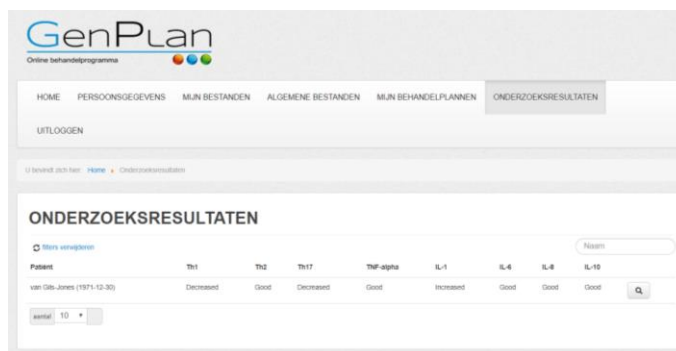 GenPLan
Online behandelprogramma
HOME PERSOONSGEGEVENS MIJN BESTANDEN ALGEMENE BESTANDEN MIJN BEHANDELPLANNEN ONDERZOEKSRESULTATEN
UITLOGGEN
U bevindt zich hier: Home Onderzoeksresultaten
ONDERZOEKSRESULTATEN
filters verwijderen Naam
Patiënt Th1 Th2 Th17 TNF-alpha IL-1 IL-6 IL-8 IL-10
van Gils-Jones (1971-12-30) Decreased Good Decreased Good Increased Good Good Good
aantal 10